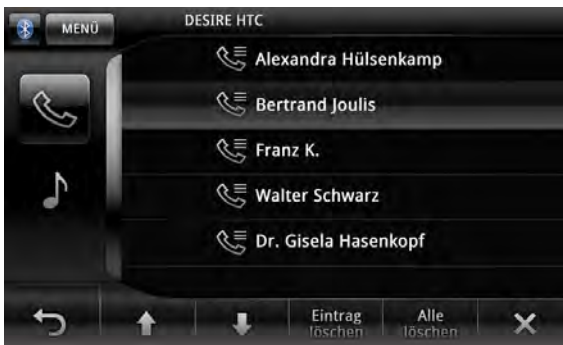 MENÜ
DESIRE HTC
Alexandra Hülsenkamp
Bertrand Joulis
Franz K.
Walter Schwarz
Dr. Gisela Hasenkopf
Eintrag löschen
Alle löschen